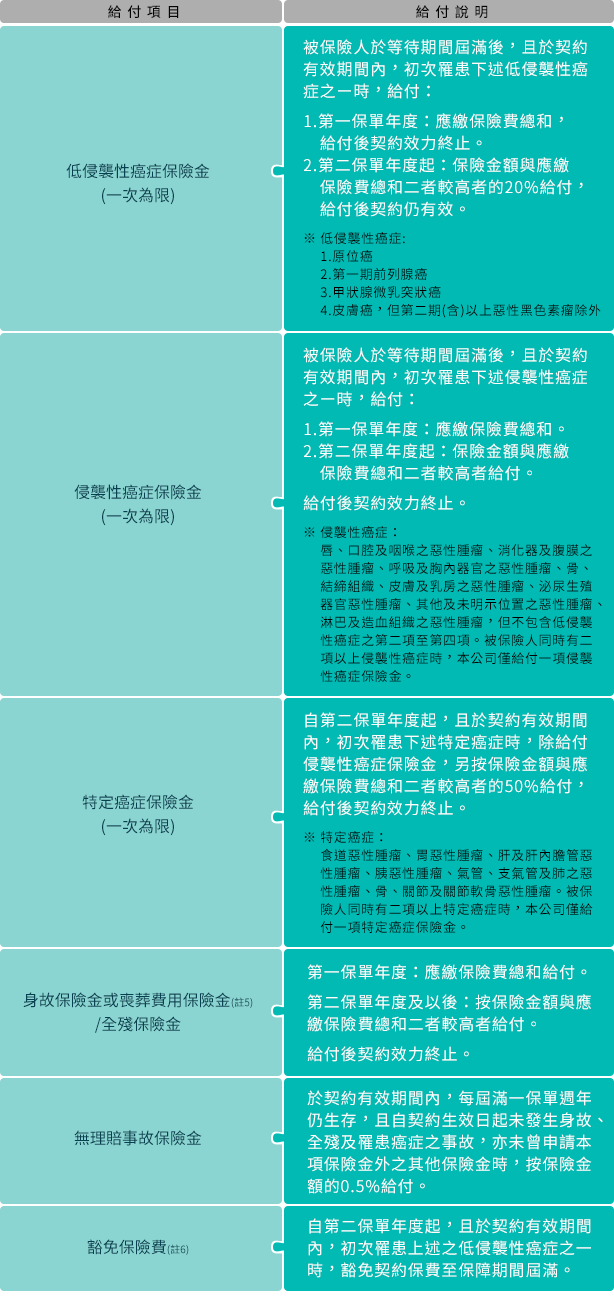 給付項目
給付說明
低侵襲性癌症保險金
(一次為限)
被保險人於等待期間屆滿後，且於契約
有效期間內，初次罹患下述低侵襲性癌
症之一時，給付：
1.第一保單年度：應繳保險費總和，
給付後契約效力終止。
2.第二保單年度起：保險金額與應繳
保險費總和二者較高者的20%給付，
給付後契約仍有效。
※ 低侵襲性癌症:
1.原位癌
2.第一期前列腺癌
3.甲狀腺微乳突狀癌
4.皮膚癌，但第二期(含)以上惡性黑色素瘤除外
侵襲性癌症保險金
(一次為限)
被保險人於等待期間屆滿後，且於契約
有效期間內，初次罹患下述侵襲性癌症
之一時，給付：
1.第一保單年度：應繳保險費總和。
2.第二保單年度起：保險金額與應繳
保險費總和二者較高者給付。
給付後契約效力終止。
※ 侵襲性癌症：
唇、口腔及咽喉之惡性腫瘤、消化器及腹膜之
惡性腫瘤、呼吸及胸內器官之惡性腫瘤、骨、
結締組織、皮膚及乳房之惡性腫瘤、泌尿生殖
器官惡性腫瘤、其他及未明示位置之惡性腫瘤、
淋巴及造血組織之惡性腫瘤，但不包含低侵襲
性癌症之第二項至第四項。被保險人同時有二
項以上侵襲性癌症時，本公司僅給付一項侵襲
性癌症保險金。
特定癌症保險金
(一次為限)
自第二保單年度起，且於契約有效期間
內，初次罹患下述特定癌症時，除給付
侵襲性癌症保險金，另按保險金額與應
繳保險費總和二者較高者的50%給付，
給付後契約效力終止。
※ 特定癌症：
食道惡性腫瘤、胃惡性腫瘤、肝及肝內膽管惡
性腫瘤、胰惡性腫瘤、氣管、支氣管及肺之惡
性腫瘤、骨、關節及關節軟骨惡性腫瘤。被保
險人同時有二項以上特定癌症時，本公司僅給
付一項特定癌症保險金。
身故保險金或喪葬費用保險金(註5)
/全殘保險金
第一保單年度：應繳保險費總和給付。
第二保單年度及以後：按保險金額與應
繳保險費總和二者較高者給付。
給付後契約效力終止。
無理賠事故保險金
於契約有效期間內，每屆滿一保單週年
仍生存，且自契約生效日起未發生身故、
全殘及罹患癌症之事故，亦未曾申請本
項保險金外之其他保險金時，按保險金
額的0.5%給付。
豁免保險費(註6)
自第二保單年度起，且於契約有效期間
內，初次罹患上述之低侵襲性癌症之一
時，豁免契約保費至保障期間屆滿。